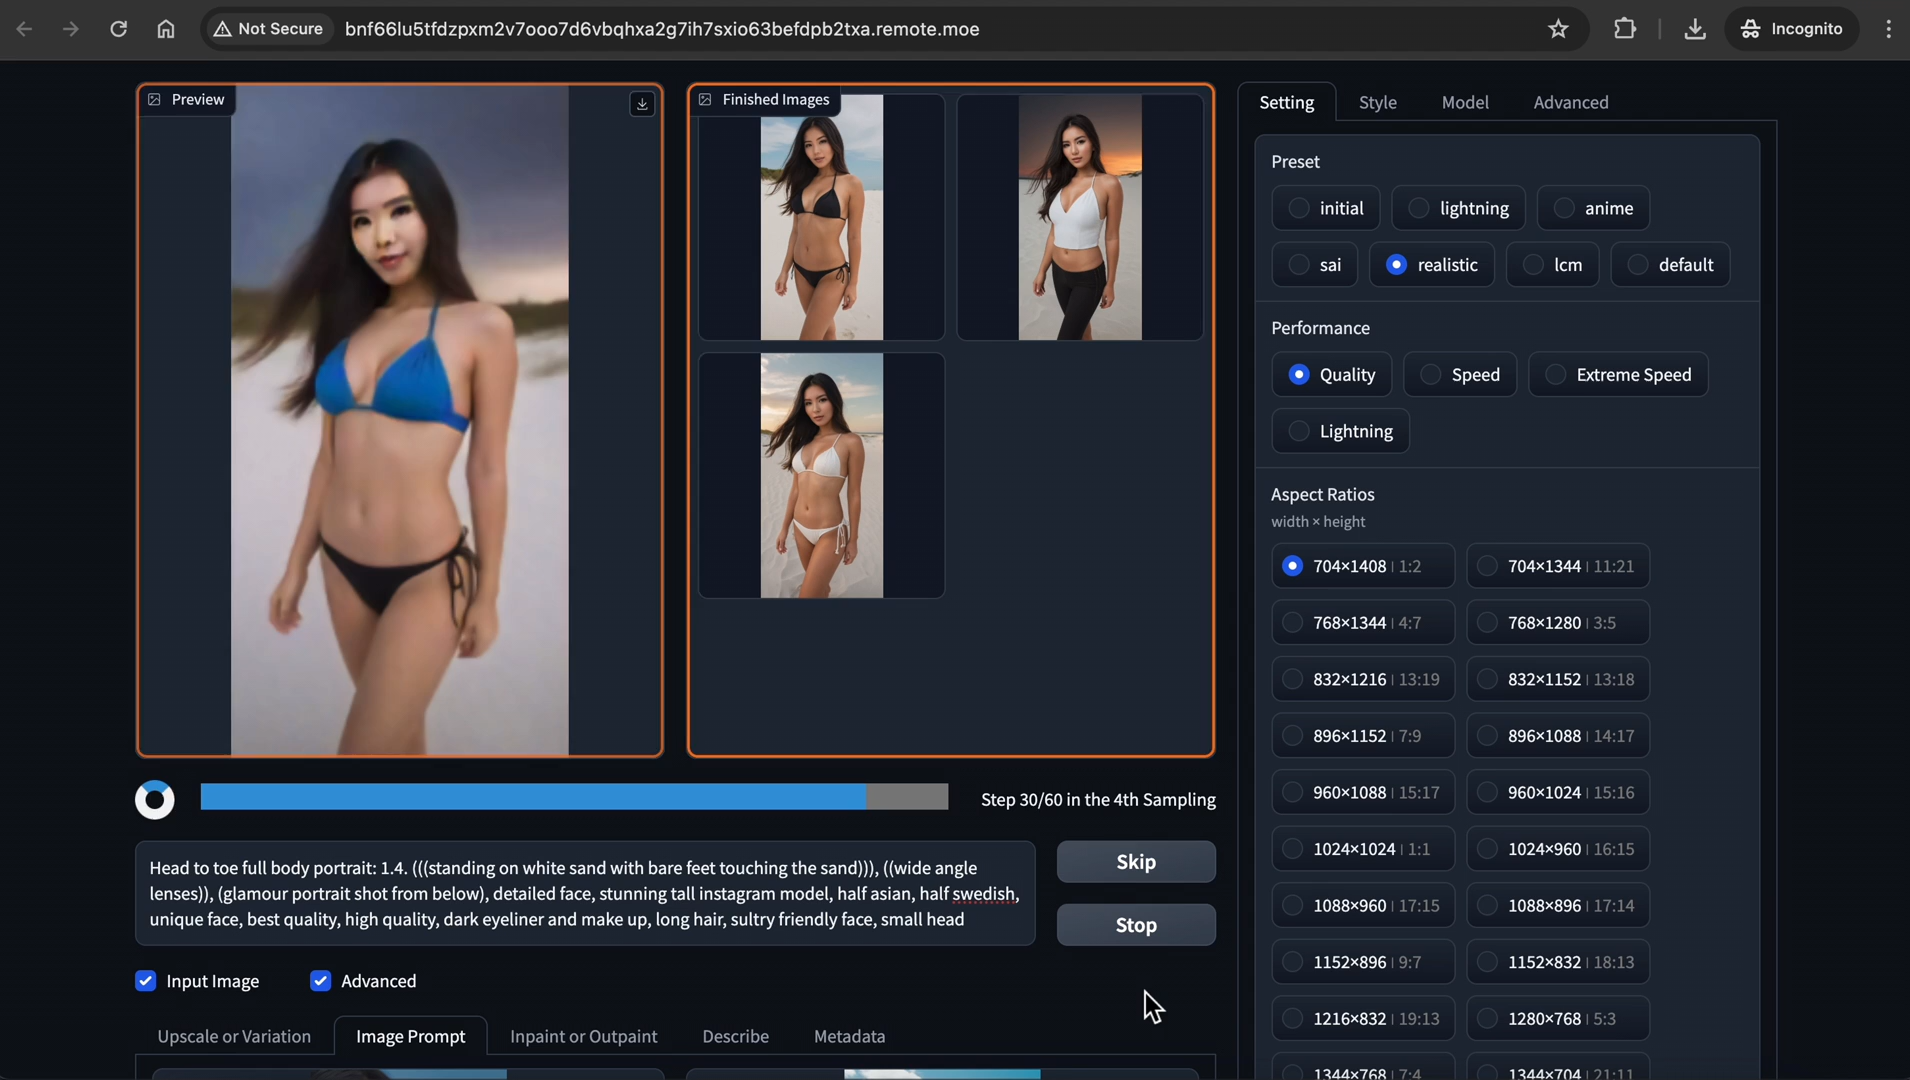 Not Secure
bnf66lu5tfdzpxm2v7ooo7d6vbqhxa2g7ih7sxio63befdpb2txa.remote.moe
Incognito
Preview
Finished Images
Setting
Style
Model
Advanced
Preset
initial
lightning
anime
sai
realistic
lcm
default
Performance
Quality
Speed
Extreme Speed
Lightning
Aspect Ratios
width × height
704×1408 | 1:2
704×1344 | 11:21
768×1344 | 4:7
768×1280 | 3:5
832×1216 | 13:19
832×1152 | 13:18
896×1152 | 7:9
896×1088 | 14:17
960×1088 | 15:17
960×1024 | 15:16
1024×1024 | 1:1
1024×960 | 16:15
1088×960 | 17:15
1088×896 | 17:14
1152×896 | 9:7
1152×832 | 18:13
1216×832 | 19:13
1280×768 | 5:3
1344×768 | 7:4
1344×704 | 21:11
Step 30/60 in the 4th Sampling
Head to toe full body portrait: 1.4. (((standing on white sand with bare feet touching the sand))), ((wide angle
lenses)), (glamour portrait shot from below), detailed face, stunning tall instagram model, half asian, half swedish,
unique face, best quality, high quality, dark eyeliner and make up, long hair, sultry friendly face, small head
Skip
Stop
Input Image
Advanced
Upscale or Variation
Image Prompt
Inpaint or Outpaint
Describe
Metadata